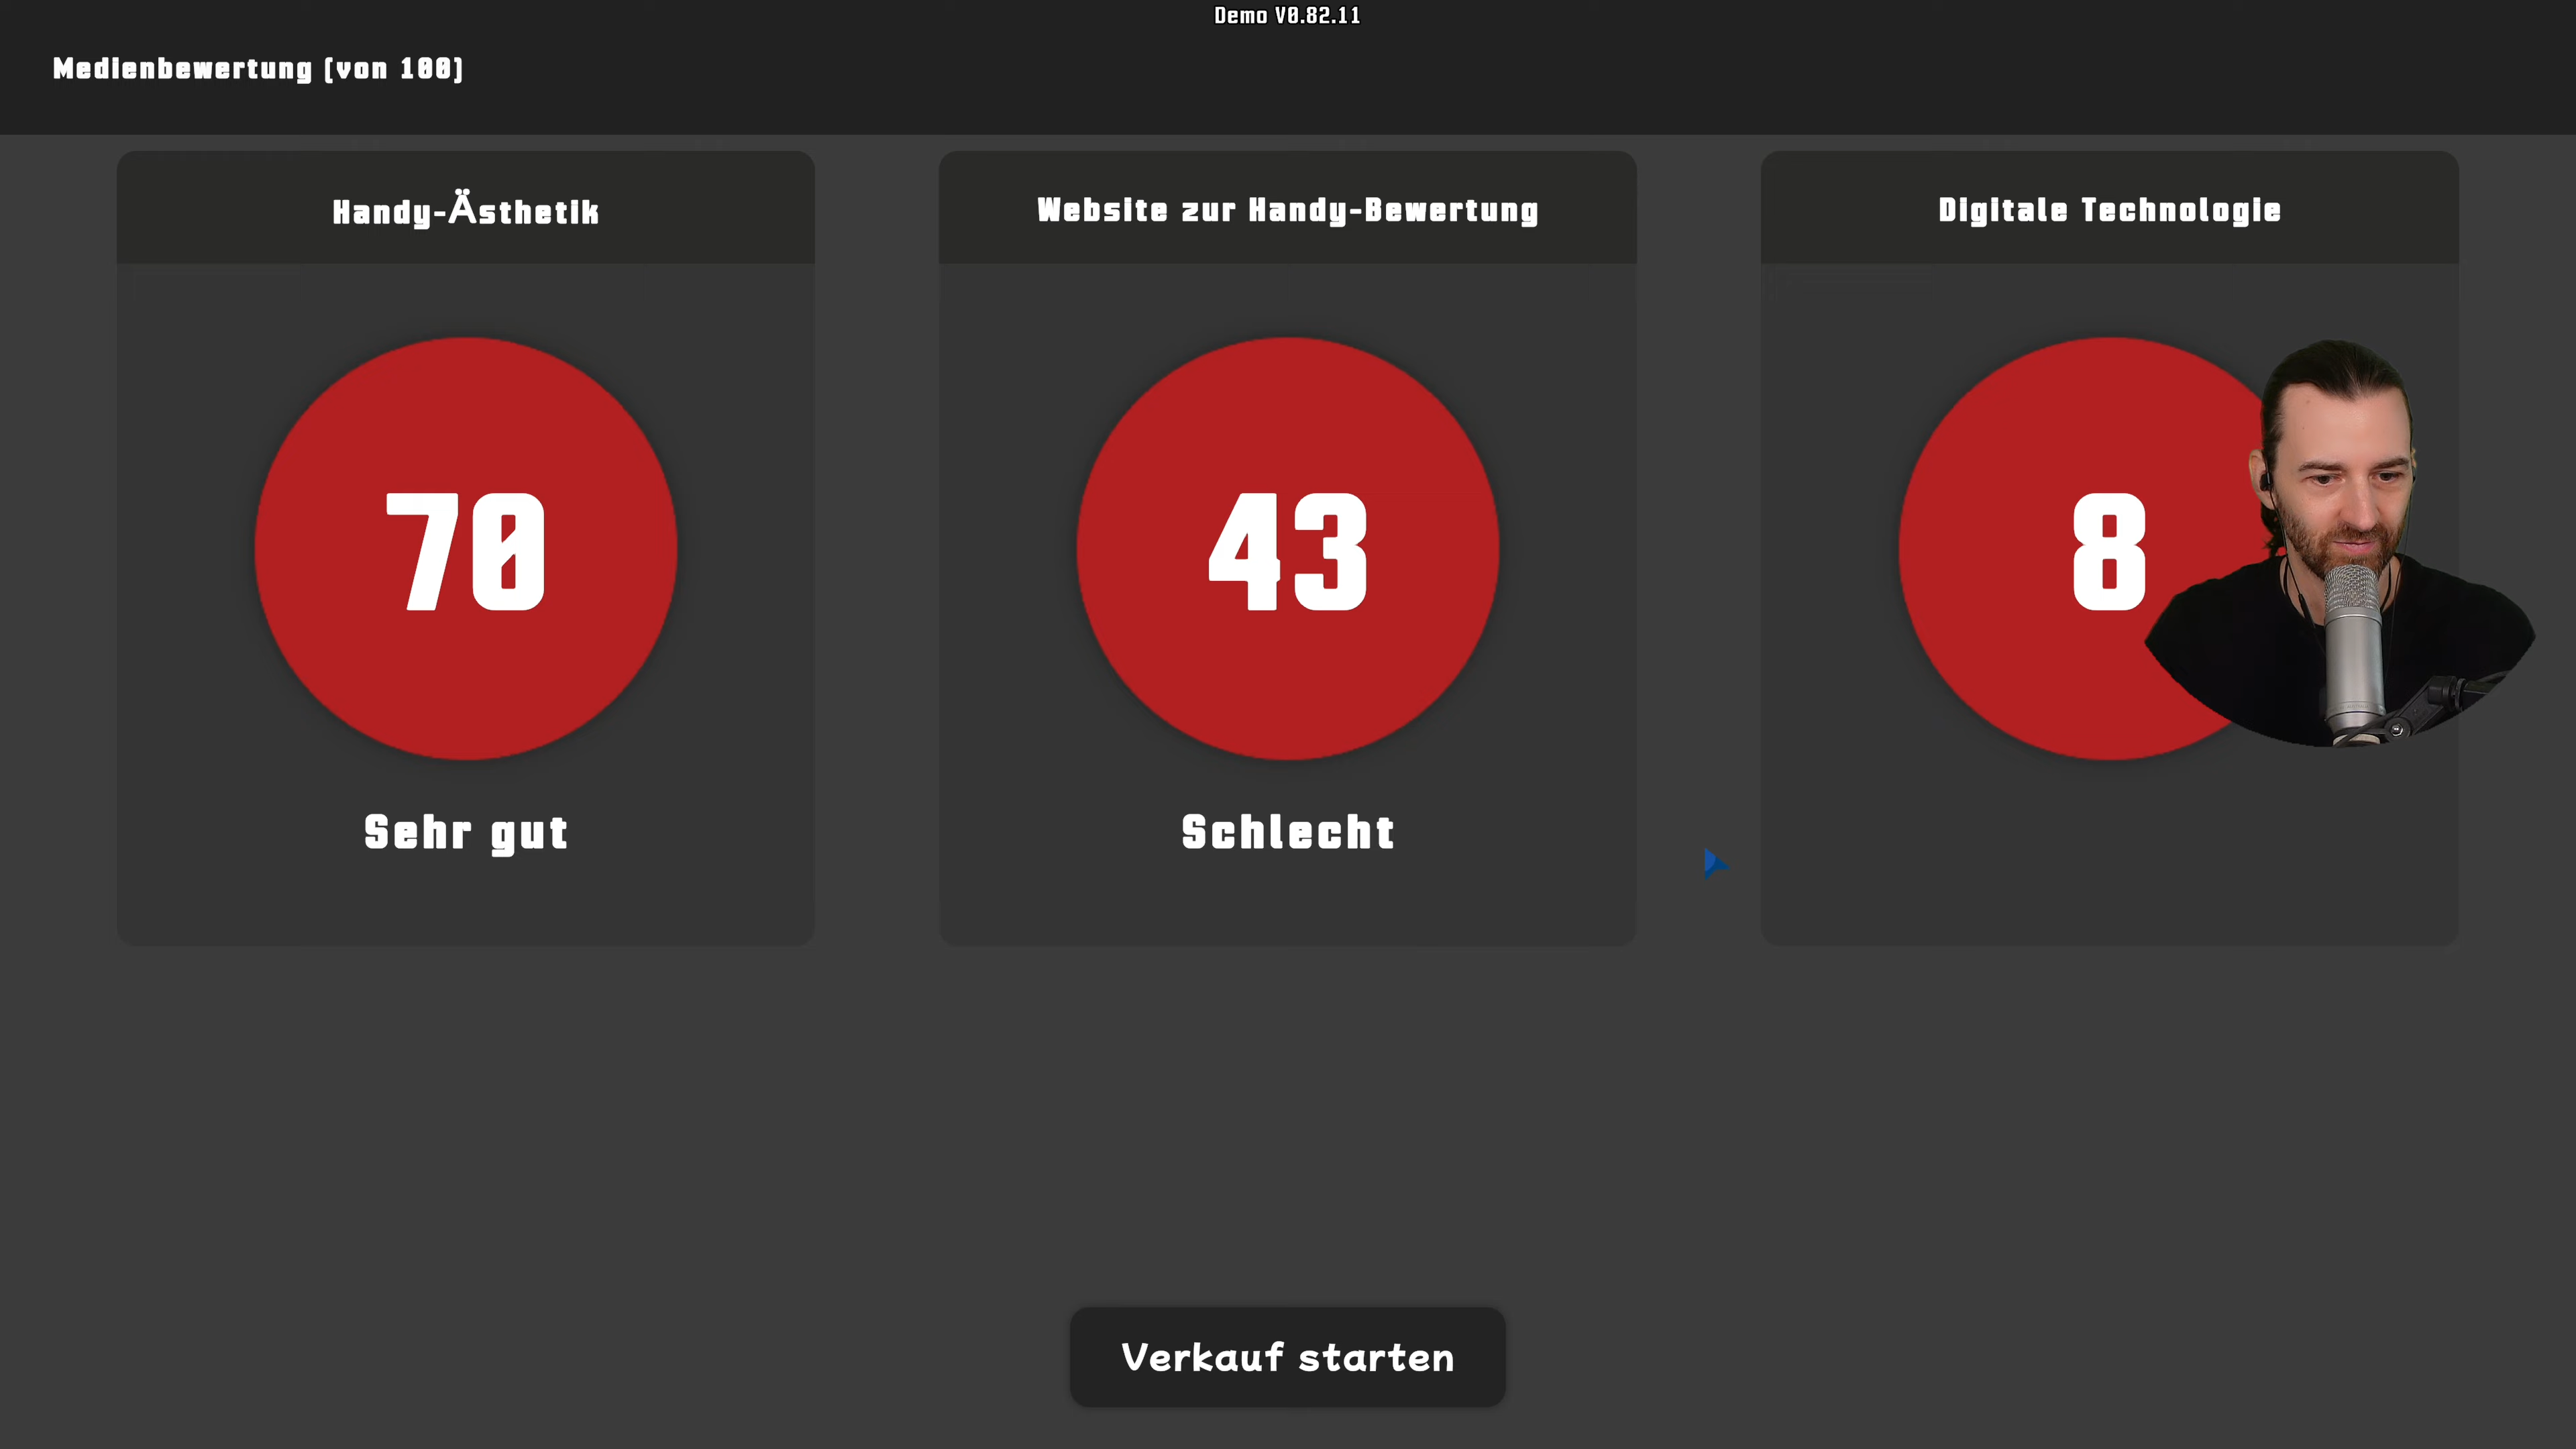 Demo V0.82.11
Medienbewertung (von 100)
Handy-Ästhetik
Website zur Handy-Bewertung
Digitale Technologie
70
43
8
Sehr gut
Schlecht
Verkauf starten